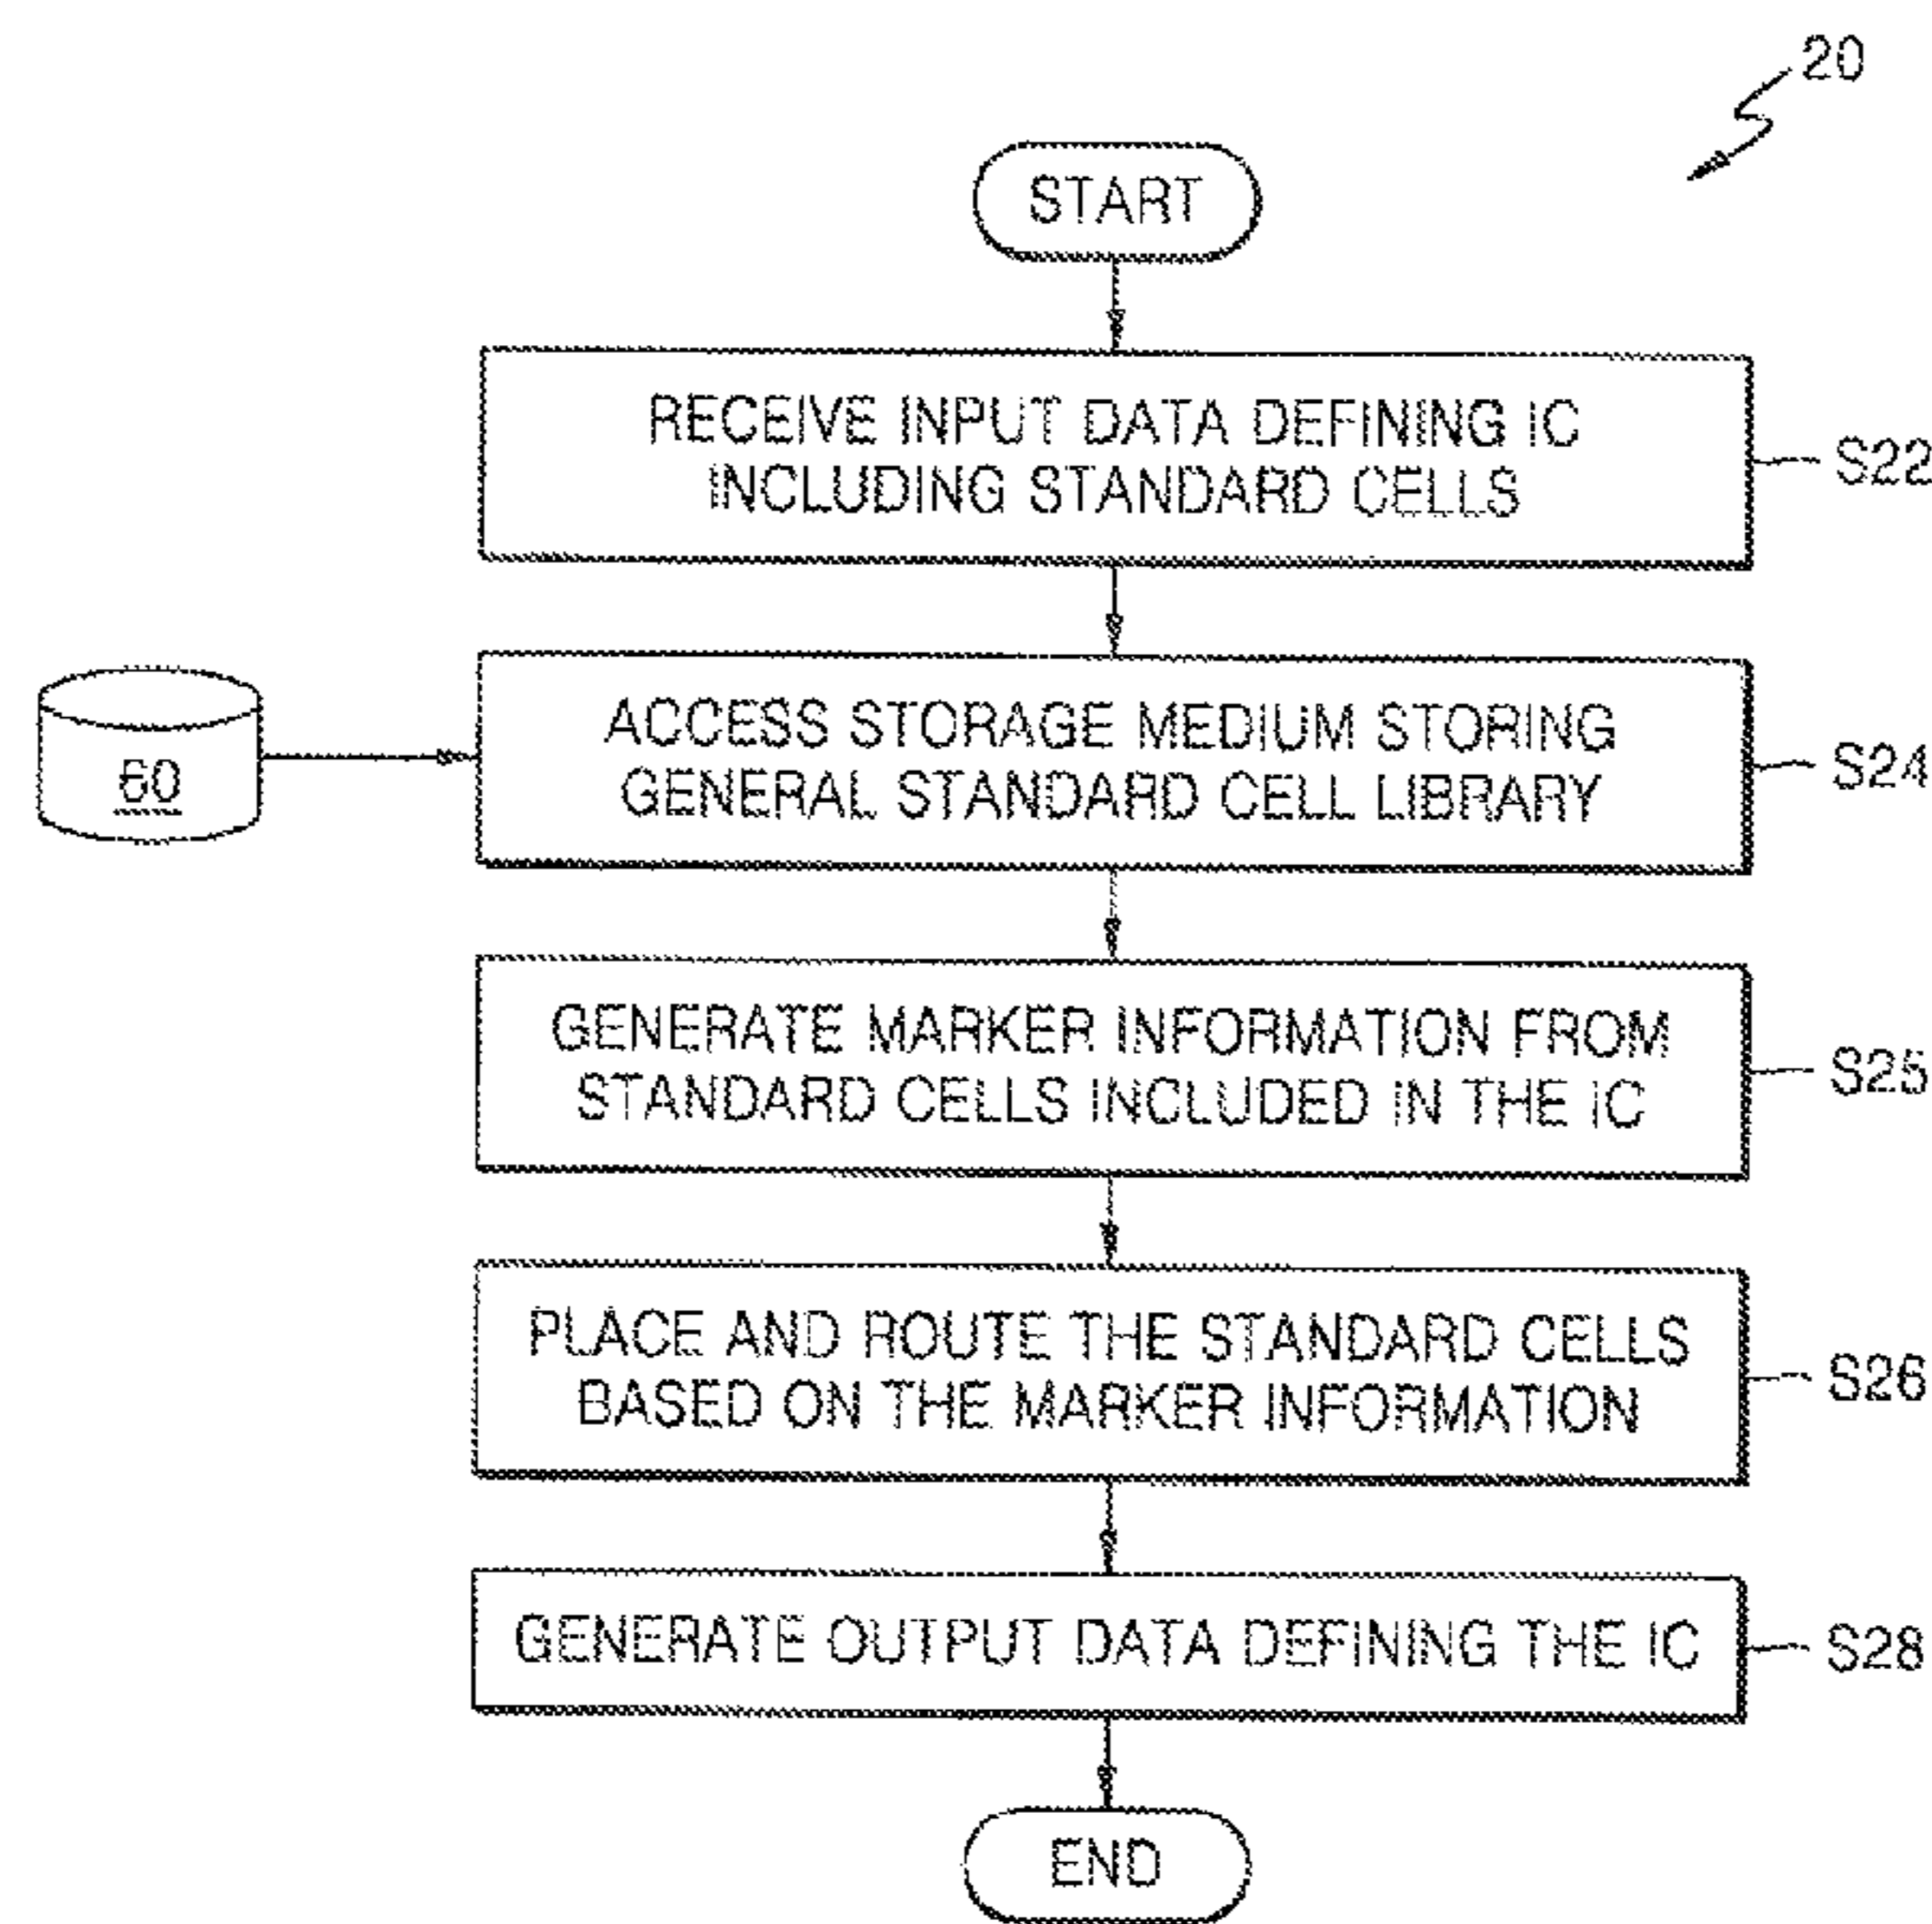 20
START
RECEIVE INPUT DATA DEFINING IC
INCLUDING STANDARD CELLS
S22
ACCESS STORAGE MEDIUM STORING
GENERAL STANDARD CELL LIBRARY
S24
60
GENERATE MARKER INFORMATION FROM
STANDARD CELLS INCLUDED IN THE IC
S25
PLACE AND ROUTE THE STANDARD CELLS
BASED ON THE MARKER INFORMATION
S26
GENERATE OUTPUT DATA DEFINING THE IC
S28
END